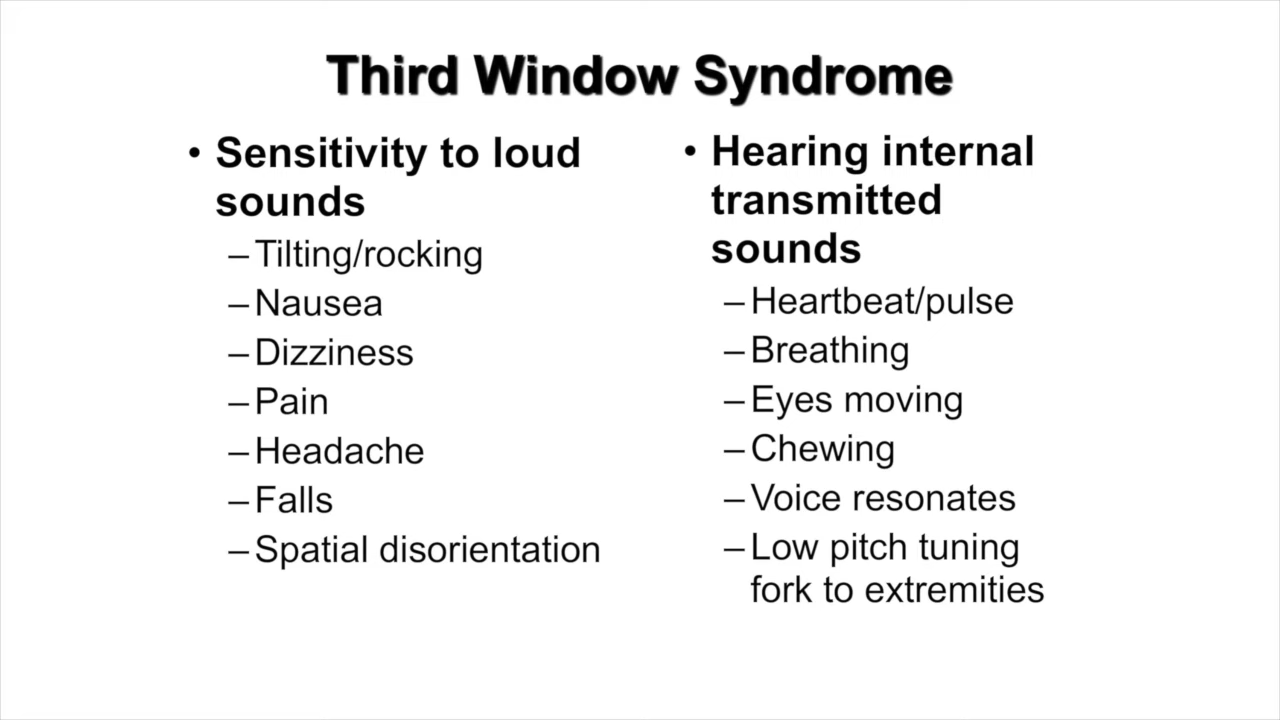 Third Window Syndrome
• Sensitivity to loud
sounds
–Tilting/rocking
–Nausea
–Dizziness
–Pain
–Headache
–Falls
–Spatial disorientation
• Hearing internal
transmitted
sounds
–Heartbeat/pulse
–Breathing
–Eyes moving
–Chewing
–Voice resonates
–Low pitch tuning
fork to extremities